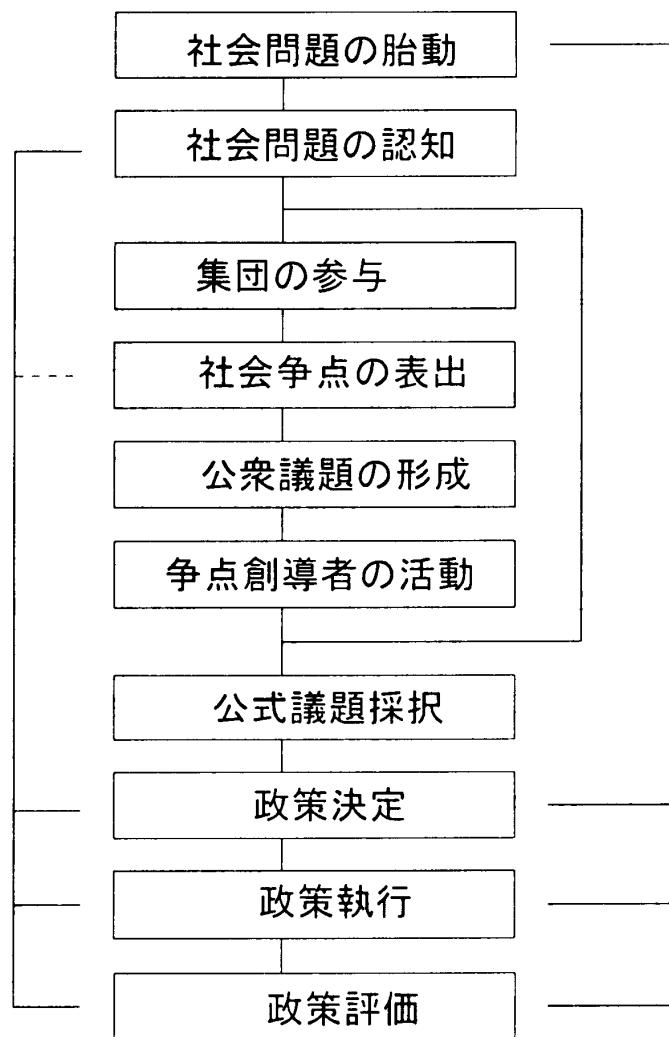 社会問題の胎動
社会問題の認知
集団の参与
社会争点の表出
公衆議題の形成
争点創導者の活動
公式議題採択
政策決定
政策執行
政策評価